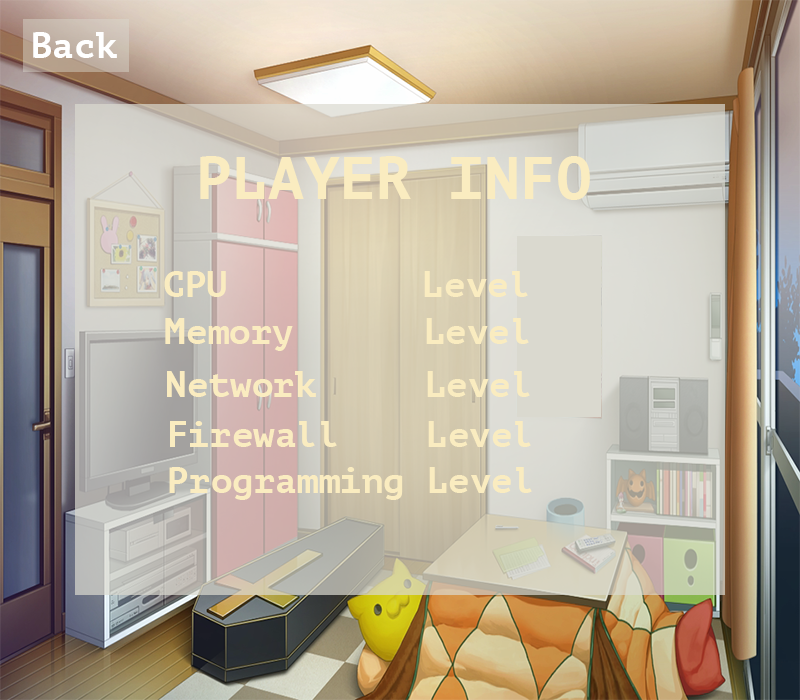 Back
PLAYER INFO
CPU Level
Memory Level
Network Level
Firewall Level
Programming Level